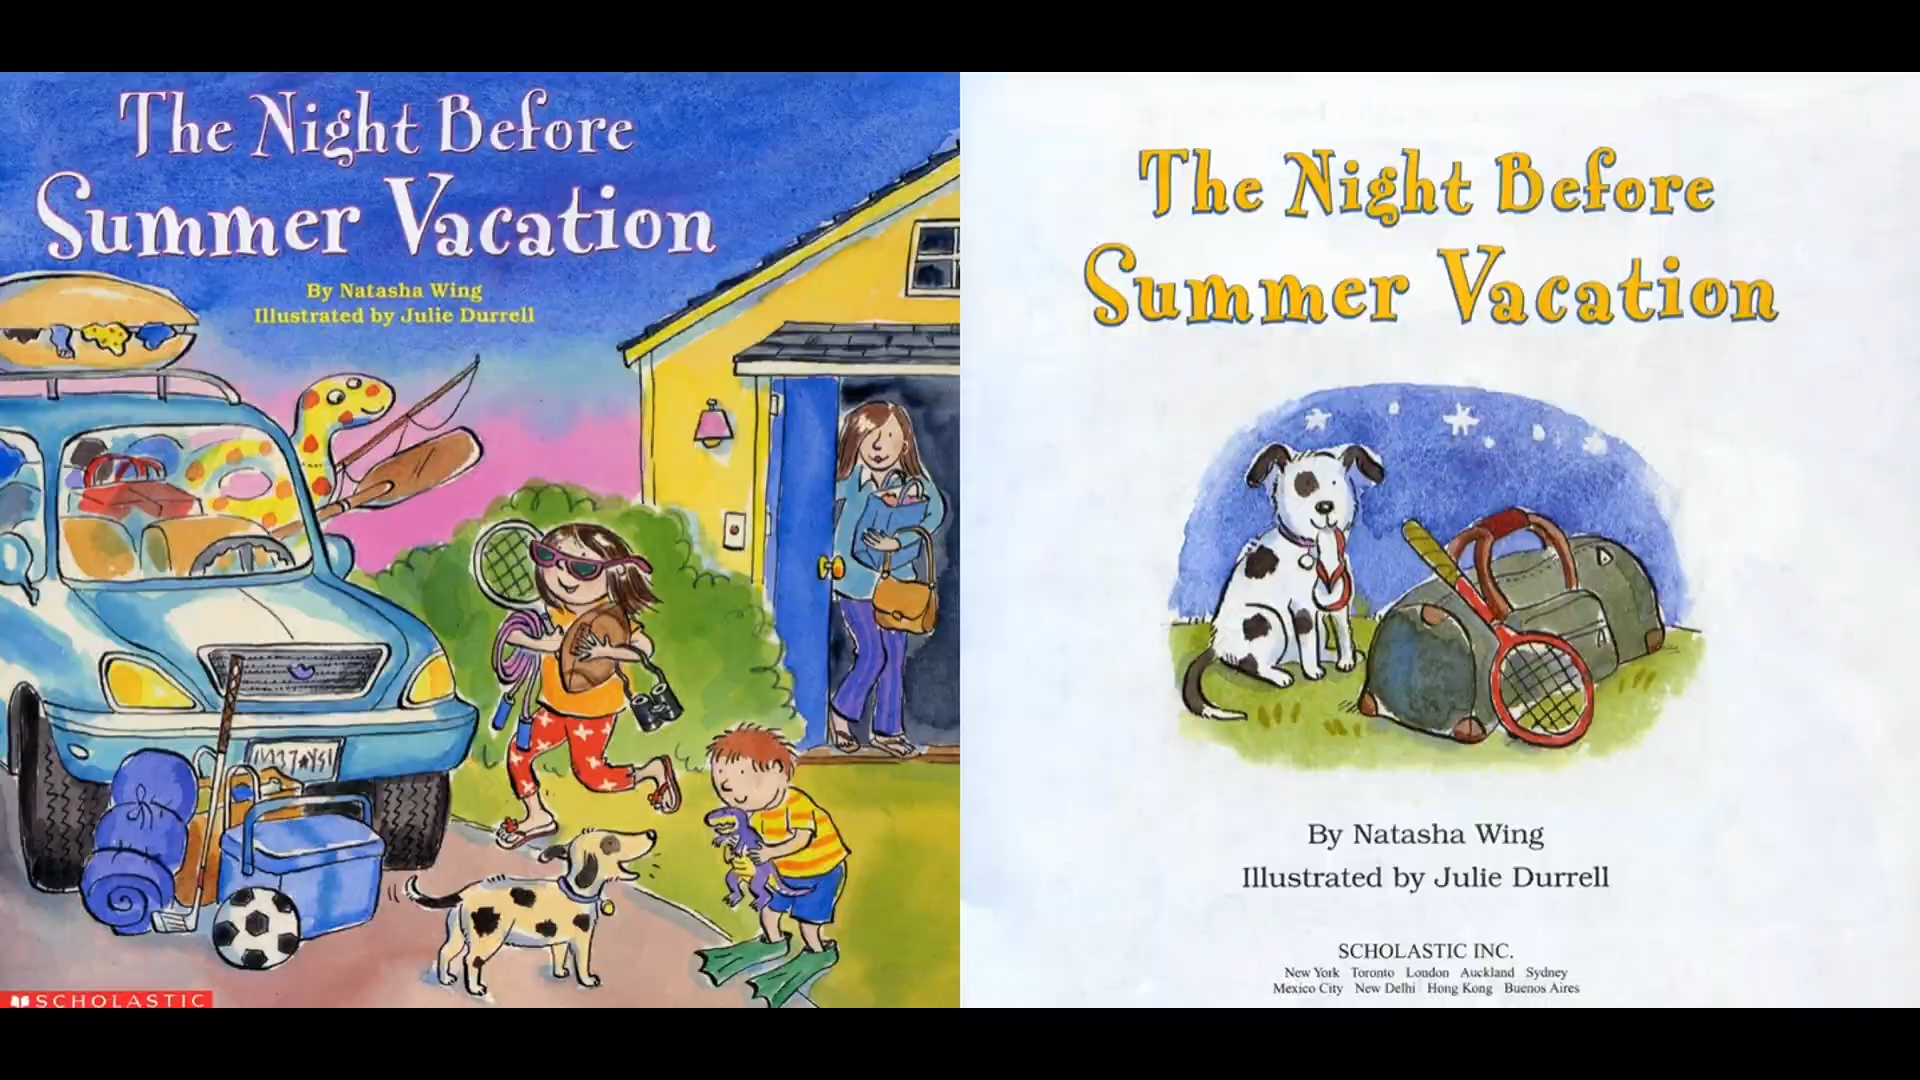 The Night Before
Summer Vacation
By Natasha Wing
Illustrated by Julie Durrell
SCHOLASTIC
The Night Before
Summer Vacation
By Natasha Wing
Illustrated by Julie Durrell
SCHOLASTIC INC.
New York Toronto London Auckland Sydney
Mexico City New Delhi Hong Kong Buenos Aires